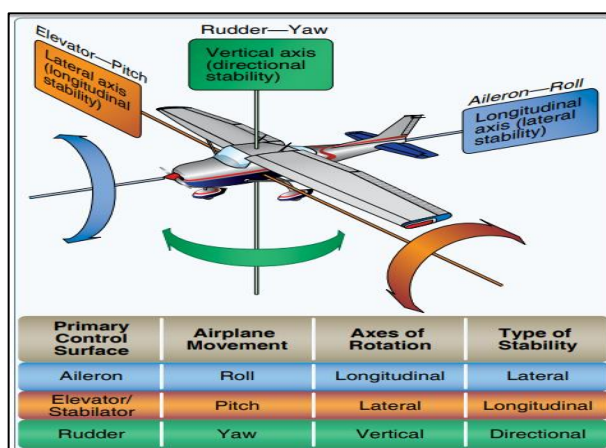 Rudder—Yaw
Vertical axis
(directional
stability)
Elevator—Pitch
Lateral axis
(longitudinal
stability)
Aileron—Roll
Longitudinal
axis (lateral
stability)
Primary Control Surface Airplane Movement Axes of Rotation Type of Stability
Aileron Roll Longitudinal Lateral
Elevator/ Stabilator Pitch Lateral Longitudinal
Rudder Yaw Vertical Directional